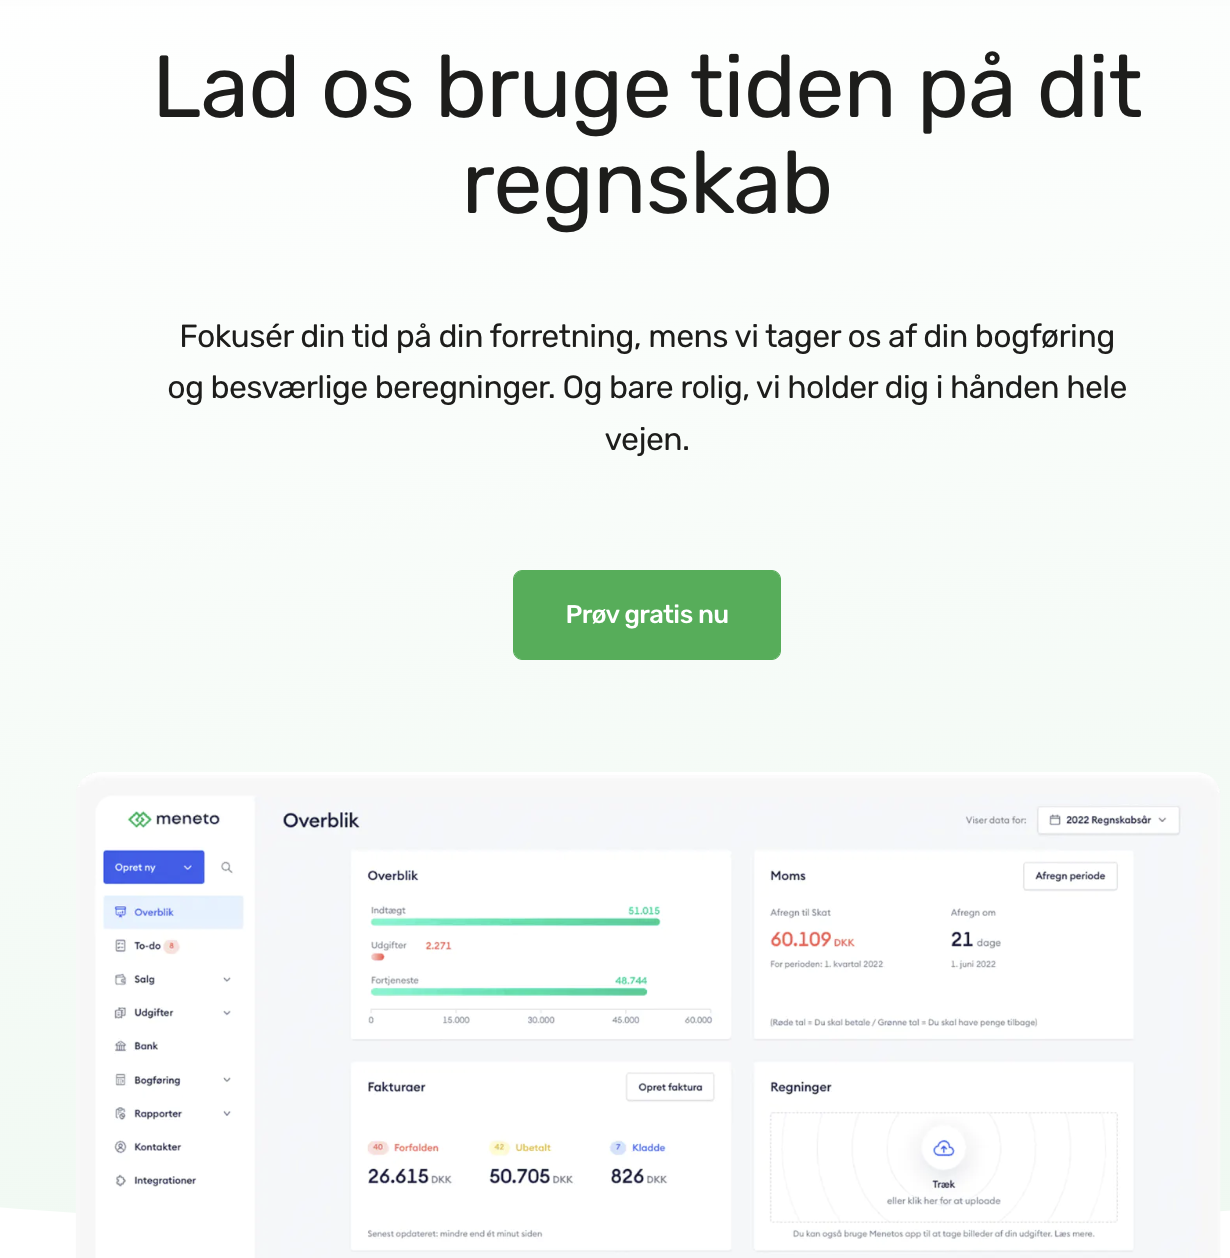 Lad os bruge tiden på dit
regnskab
Fokusér din tid på din forretning, mens vi tager os af din bogføring
og besværlige beregninger. Og bare rolig, vi holder dig i hånden hele
vejen.
Prøv gratis nu
meneto
Opret ny
Overblik
To-do 8
Salg
Udgifter
Bank
Bogføring
Rapporter
Kontakter
Integrationer
Overblik
Viser data for: 2022 Regnskabsår
Overblik
Indtægt 51.015
Udgifter 2.271
Fortjeneste 48.744
0 15.000 30.000 45.000 60.000
Moms
Afregn periode
Afregn til Skat Afregn om
60.109 DKK 21 dage
For perioden: 1. kvartal 2022 1. juni 2022
(Røde tal = Du skal betale / Grønne tal = Du skal have penge tilbage)
Fakturaer
Opret faktura
40 Forfalden 42 Ubetalt 7 Kladde
26.615 DKK 50.705 DKK 826 DKK
Senest opdateret: mindre end ét minut siden
Regninger
Træk
eller klik her for at uploade
Du kan også bruge Menetos app til at tage billeder af din udgifter. Læs mere.